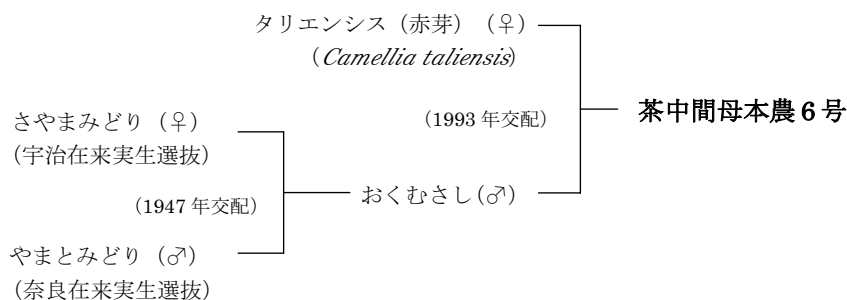 タリエンシス（赤芽）（♀）
（Camellia taliensis）
さやまみどり（♀）
（宇治在来実生選抜）
（1993 年交配）
茶中間母本農６号
（1947 年交配）
おくむさし（♂）
やまとみどり（♂）
（奈良在来実生選抜）